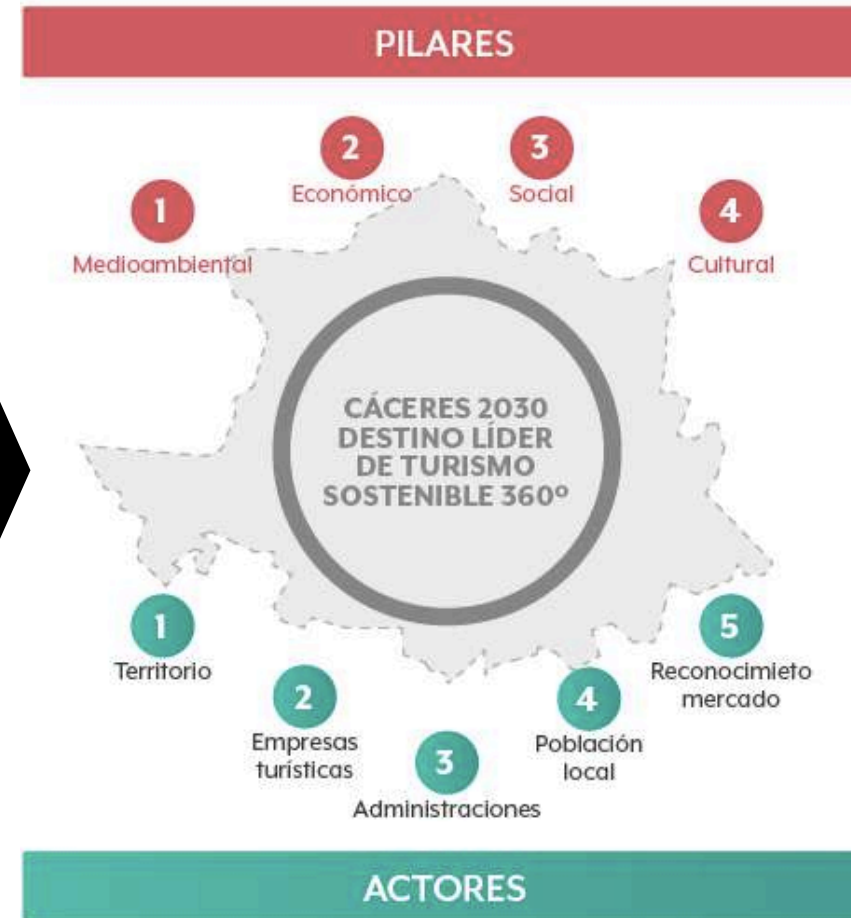 PILARES
1
Medioambiental
2
Económico
3
Social
4
Cultural
CÁCERES 2030
DESTINO LÍDER
DE TURISMO
SOSTENIBLE 360º
1
Territorio
2
Empresas
turísticas
3
Administraciones
4
Población
local
5
Reconocimieto
mercado
ACTORES